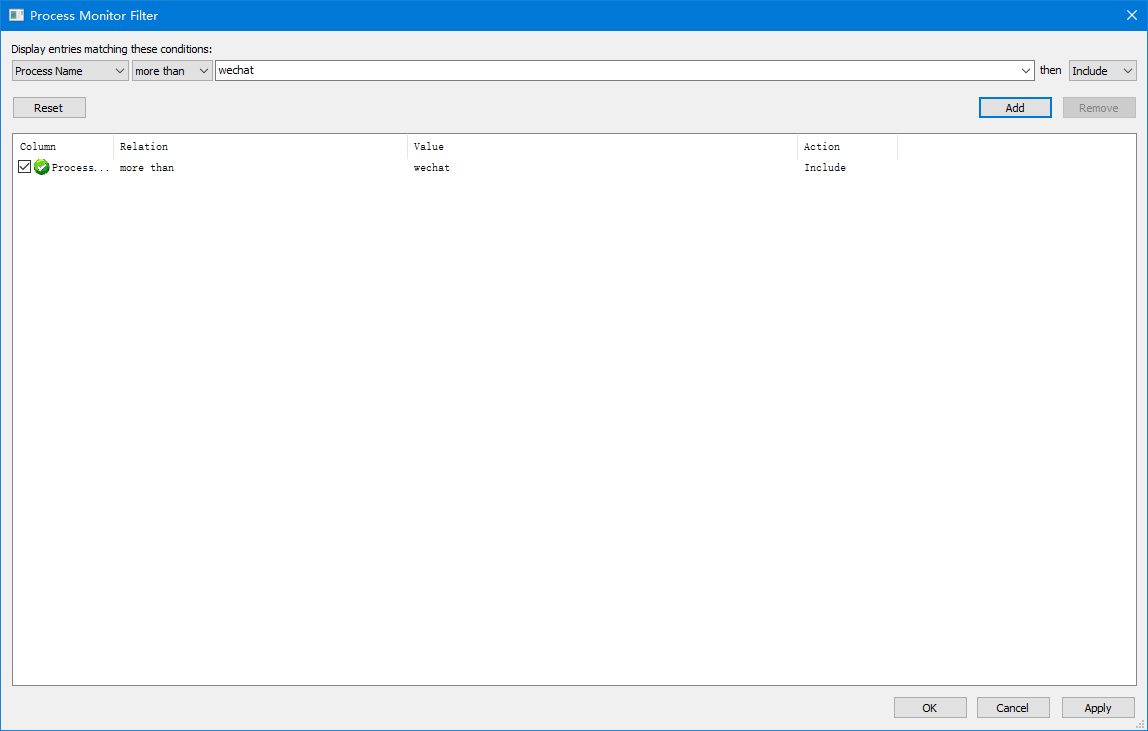 Process Monitor Filter
Display entries matching these conditions:
Process Name more than wechat then Include
Reset Add Remove
Column Relation Value Action
Process... more than wechat Include
OK Cancel Apply